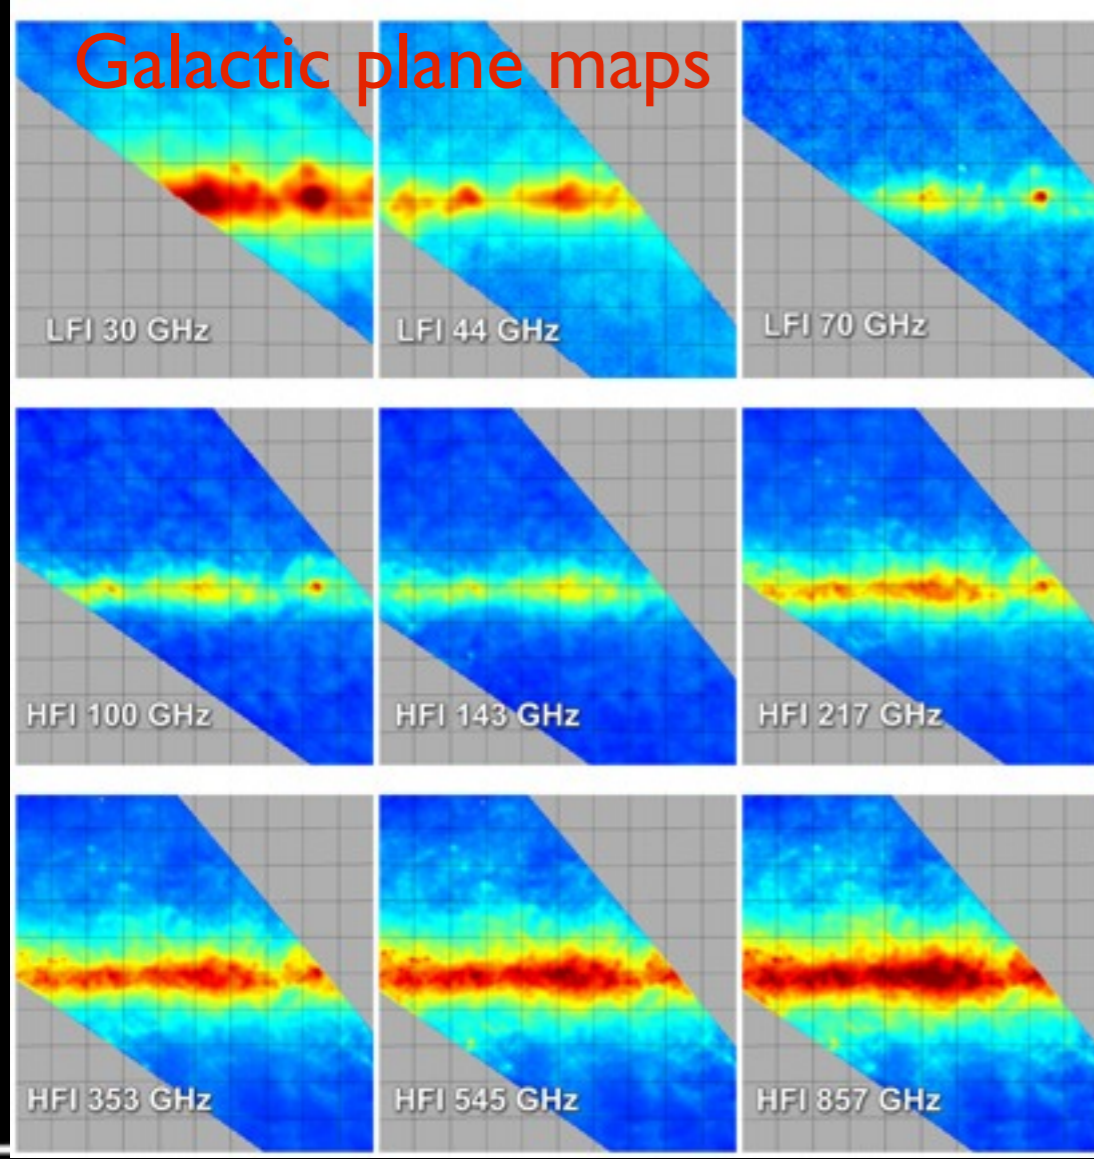 Galactic plane maps
LFI 30 GHz
LFI 44 GHz
LFI 70 GHz
HFI 100 GHz
HFI 143 GHz
HFI 217 GHz
HFI 353 GHz
HFI 545 GHz
HFI 857 GHz